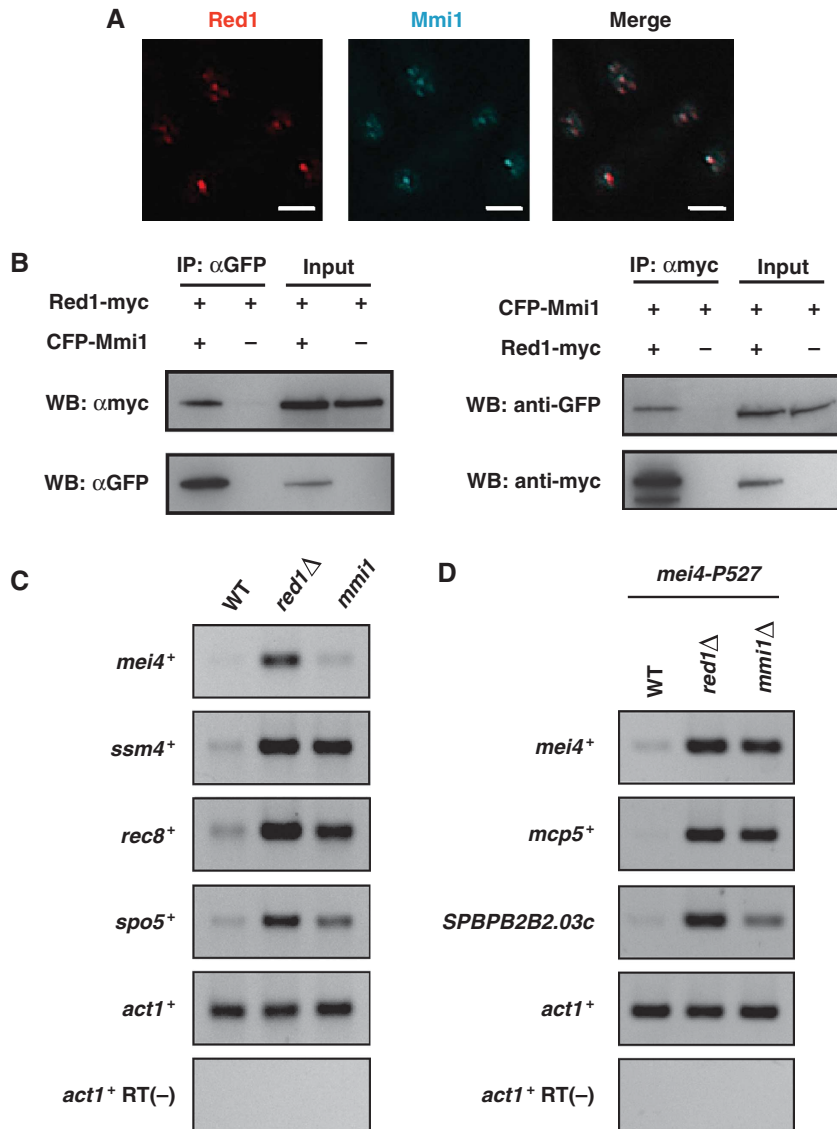 A
Red1 Mmi1 Merge
B
IP: αGFP Input
Red1-myc + + + +
CFP-Mmi1 + – + –
WB: αmyc
WB: αGFP
IP: αmyc Input
CFP-Mmi1 + + + +
Red1-myc + – + –
WB: anti-GFP
WB: anti-myc
C
WT red1Δ mmi1
mei4+
ssm4+
rec8+
spo5+
act1+
act1+ RT(–)
D
mei4-P527
WT red1Δ mmi1Δ
mei4+
mcp5+
SPBPB2B2.03c
act1+
act1+ RT(–)